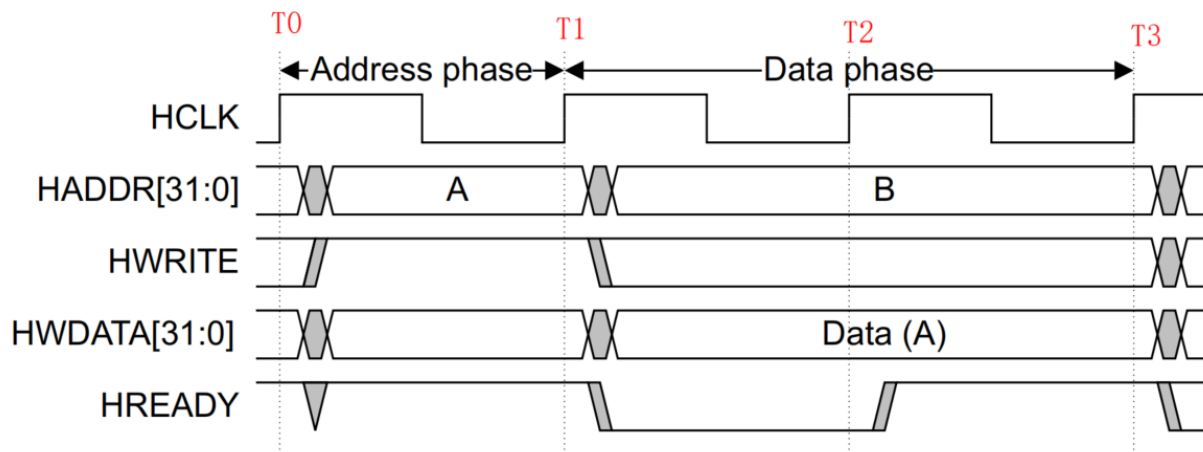 T0 T1 T2 T3
Address phase Data phase
HCLK
HADDR[31:0] A B
HWRITE
HWDATA[31:0] Data (A)
HREADY